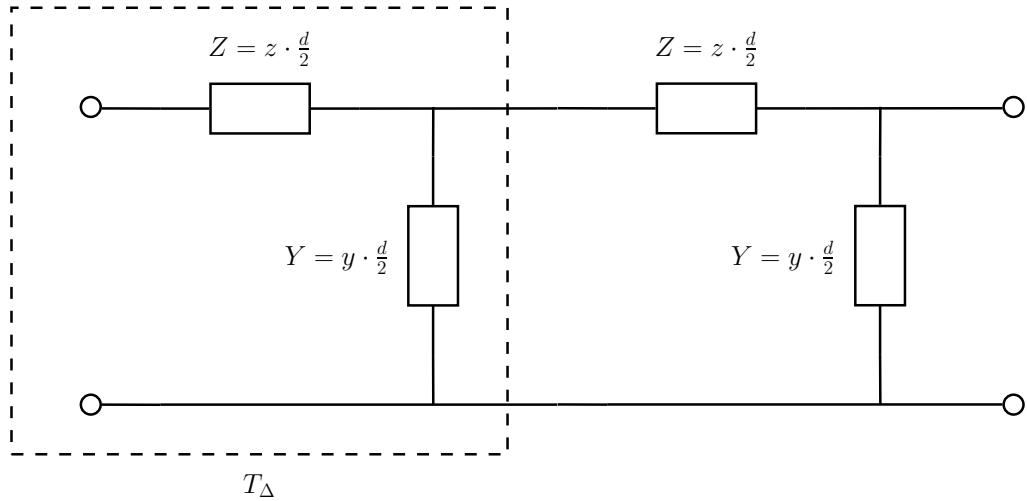 Z = z · d/2
Z = z · d/2
Y = y · d/2
Y = y · d/2
T_Δ